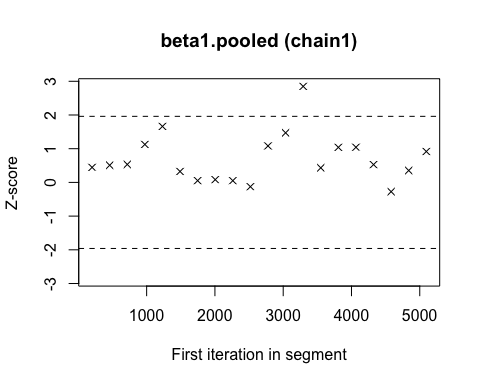 beta1.pooled (chain1)
Z-score
3
2
1
0
-1
-2
-3
1000 2000 3000 4000 5000
First iteration in segment